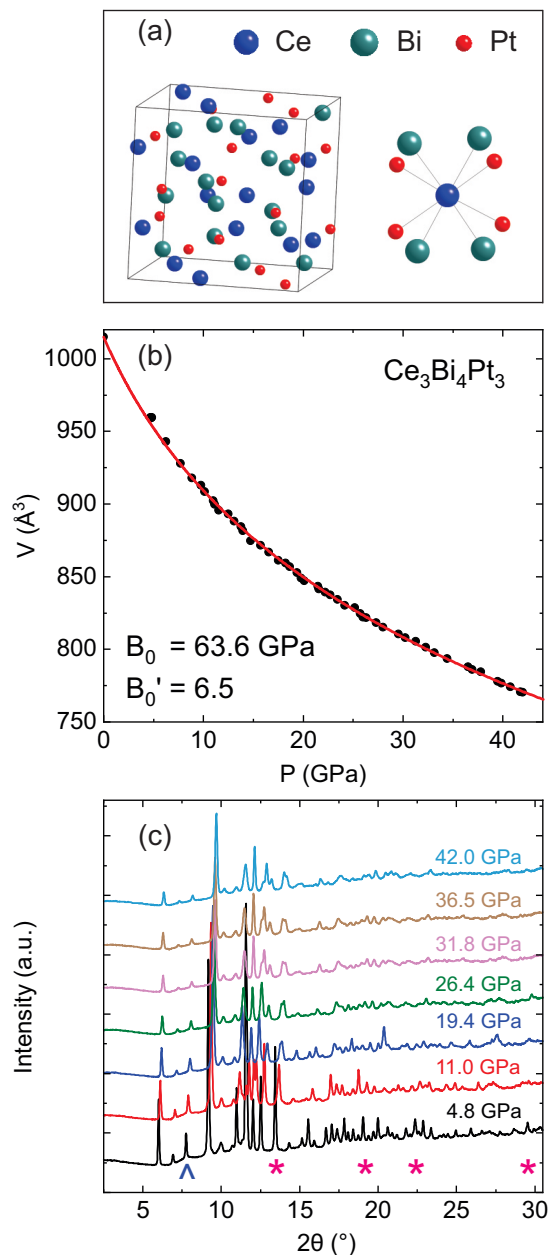 (a) Ce Bi Pt
(b)
Ce₃Bi₄Pt₃
1000
950
900
850
800
750
V (Å³)
B₀ = 63.6 GPa
B₀' = 6.5
0 10 20 30 40
P (GPa)
(c)
42.0 GPa
36.5 GPa
31.8 GPa
26.4 GPa
19.4 GPa
11.0 GPa
4.8 GPa
Intensity (a.u.)
^ * * * *
5 10 15 20 25 30
2θ (°)